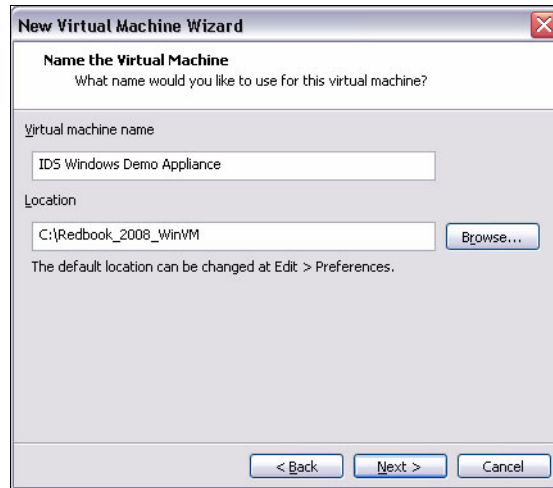 New Virtual Machine Wizard
Name the Virtual Machine
What name would you like to use for this virtual machine?
Virtual machine name
IDS Windows Demo Appliance
Location
C:\Redbook_2008_WinVM
Browse...
The default location can be changed at Edit > Preferences.
< Back
Next >
Cancel